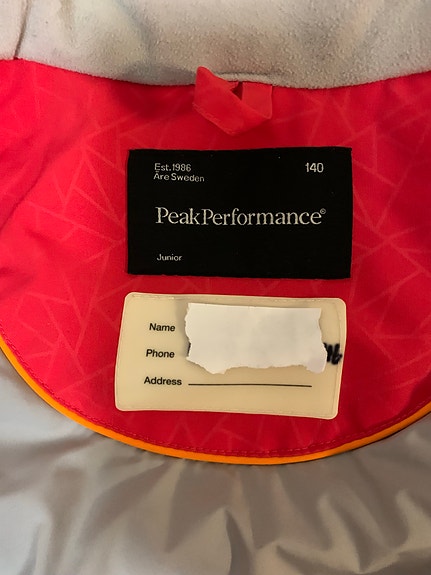 Est.1986 140
Are Sweden
PeakPerformance®
Junior
Name
Phone
Address